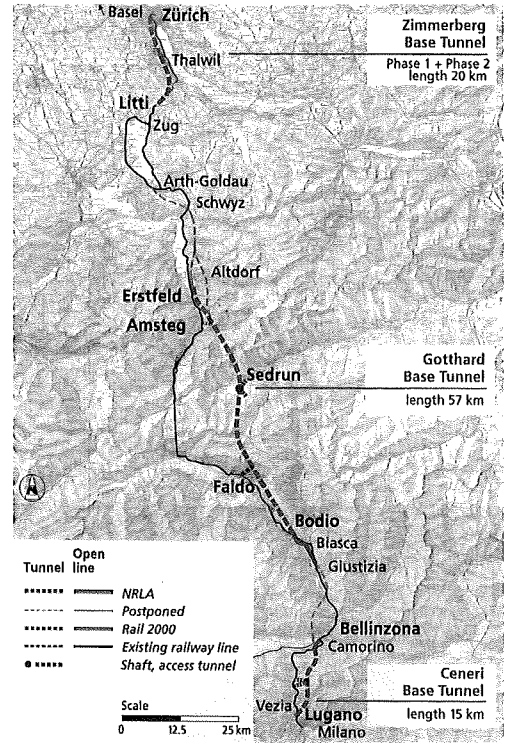 Basel
Zürich
Zimmerberg
Base Tunnel
Phase 1 + Phase 2
length 20 km
Thalwil
Litti
Zug
Arth-Goldau
Schwyz
Altdorf
Erstfeld
Amsteg
Sedrun
Gotthard
Base Tunnel
length 57 km
Faldo
Bodio
Biasca
Giustizia
Tunnel Open line
NRLA
Postponed
Rail 2000
Existing railway line
Shaft, access tunnel
Bellinzona
Camorino
Ceneri
Base Tunnel
length 15 km
Vezia
Lugano
Milano
Scale
0 12.5 25 km